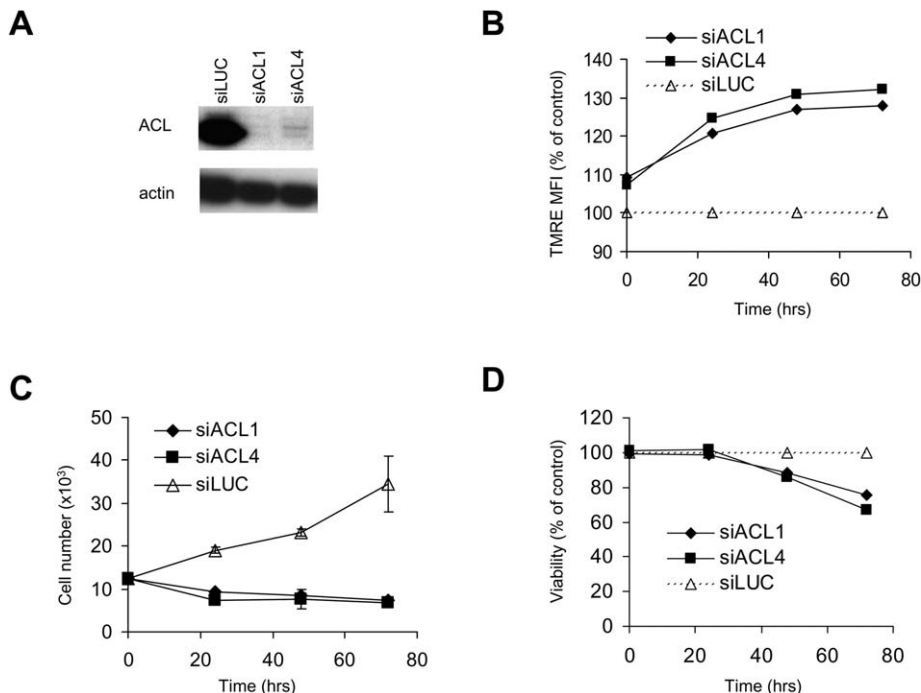 A
siLUC
siACL1
siACL4
ACL
actin
B
siACL1
siACL4
siLUC
TMRE MFI (% of control)
140
130
120
110
100
90
0 20 40 60 80
Time (hrs)
C
siACL1
siACL4
siLUC
Cell number (x10³)
50
40
30
20
10
0
0 20 40 60 80
Time (hrs)
D
Viability (% of control)
120
100
80
60
40
20
0
siACL1
siACL4
siLUC
0 20 40 60 80
Time (hrs)